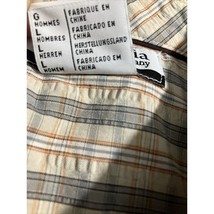 G
HOMMES
L
HOMBRES
L
HERREN
L
HOMEM
FABRIQUE EN
CHINE
FABRICADO EN
CHINA
HERSTELLUNGSLAND
CHINA
FABRICADO EM
CHINA
ia
any